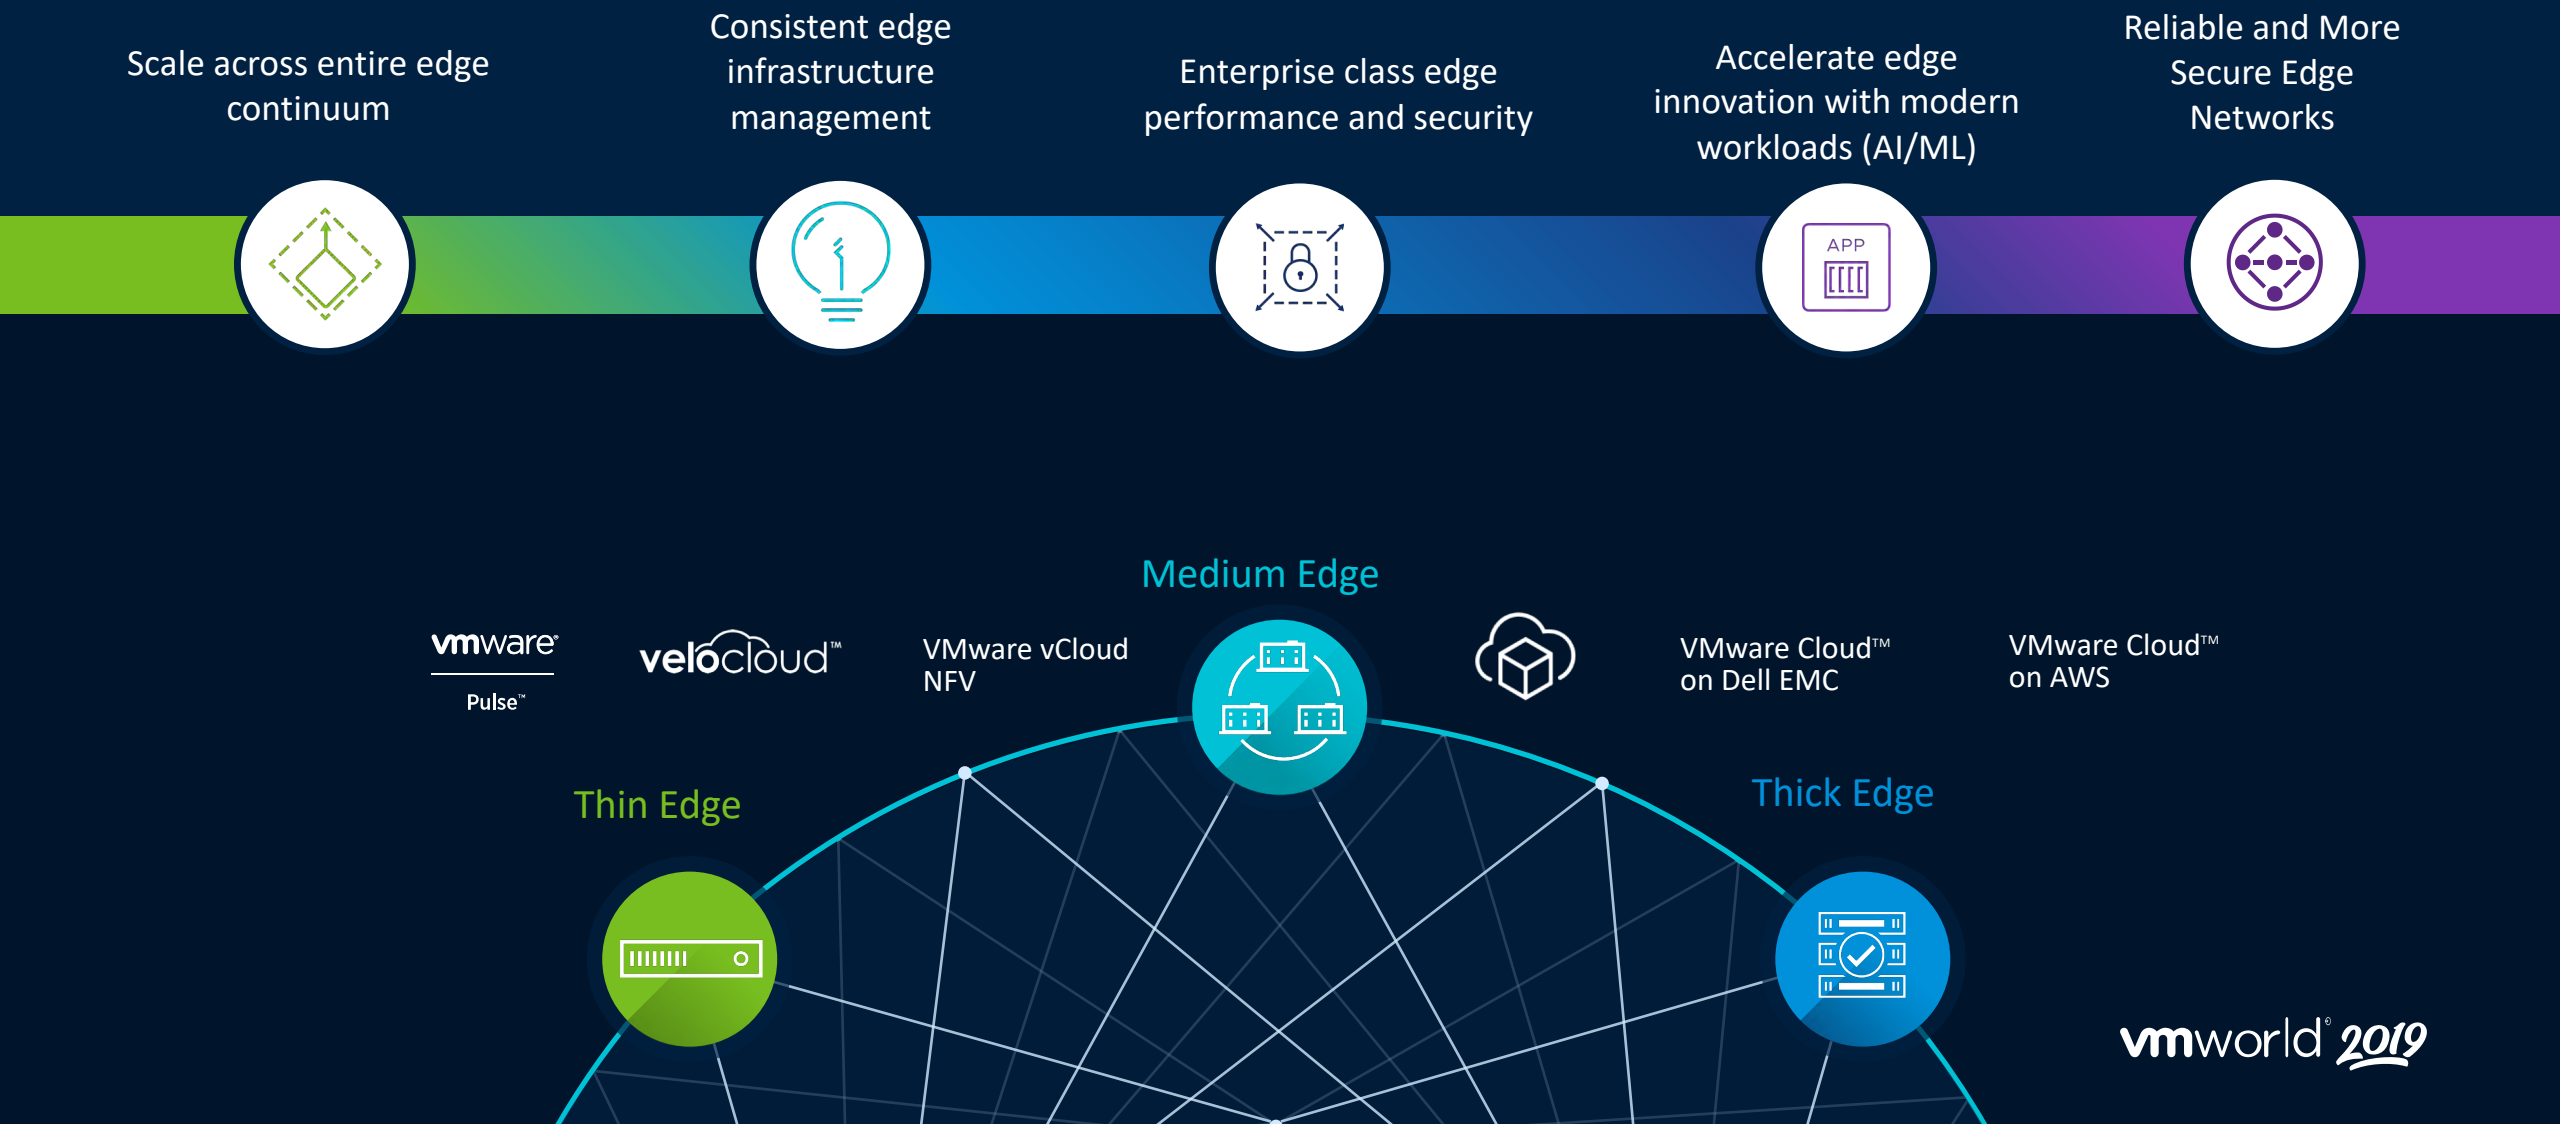 Scale across entire edge
continuum
Consistent edge
infrastructure
management
Enterprise class edge
performance and security
Accelerate edge
innovation with modern
workloads (AI/ML)
Reliable and More
Secure Edge
Networks
APP
Medium Edge
vmware®
Pulse™
velocloud™
VMware vCloud
NFV
VMware Cloud™
on Dell EMC
VMware Cloud™
on AWS
Thin Edge
Thick Edge
vmworld® 2019